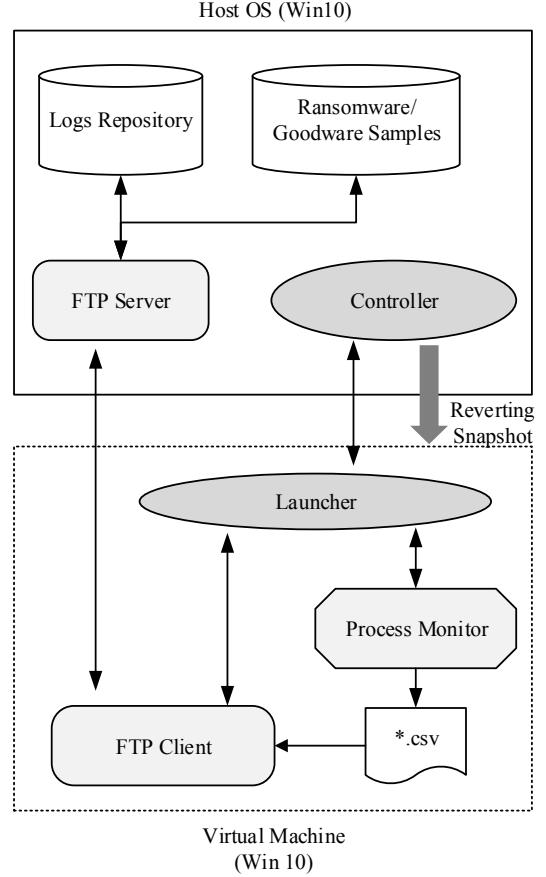 Host OS (Win10)
Logs Repository
Ransomware/
Goodware Samples
FTP Server
Controller
Reverting
Snapshot
Launcher
Process Monitor
FTP Client
*.csv
Virtual Machine
(Win 10)